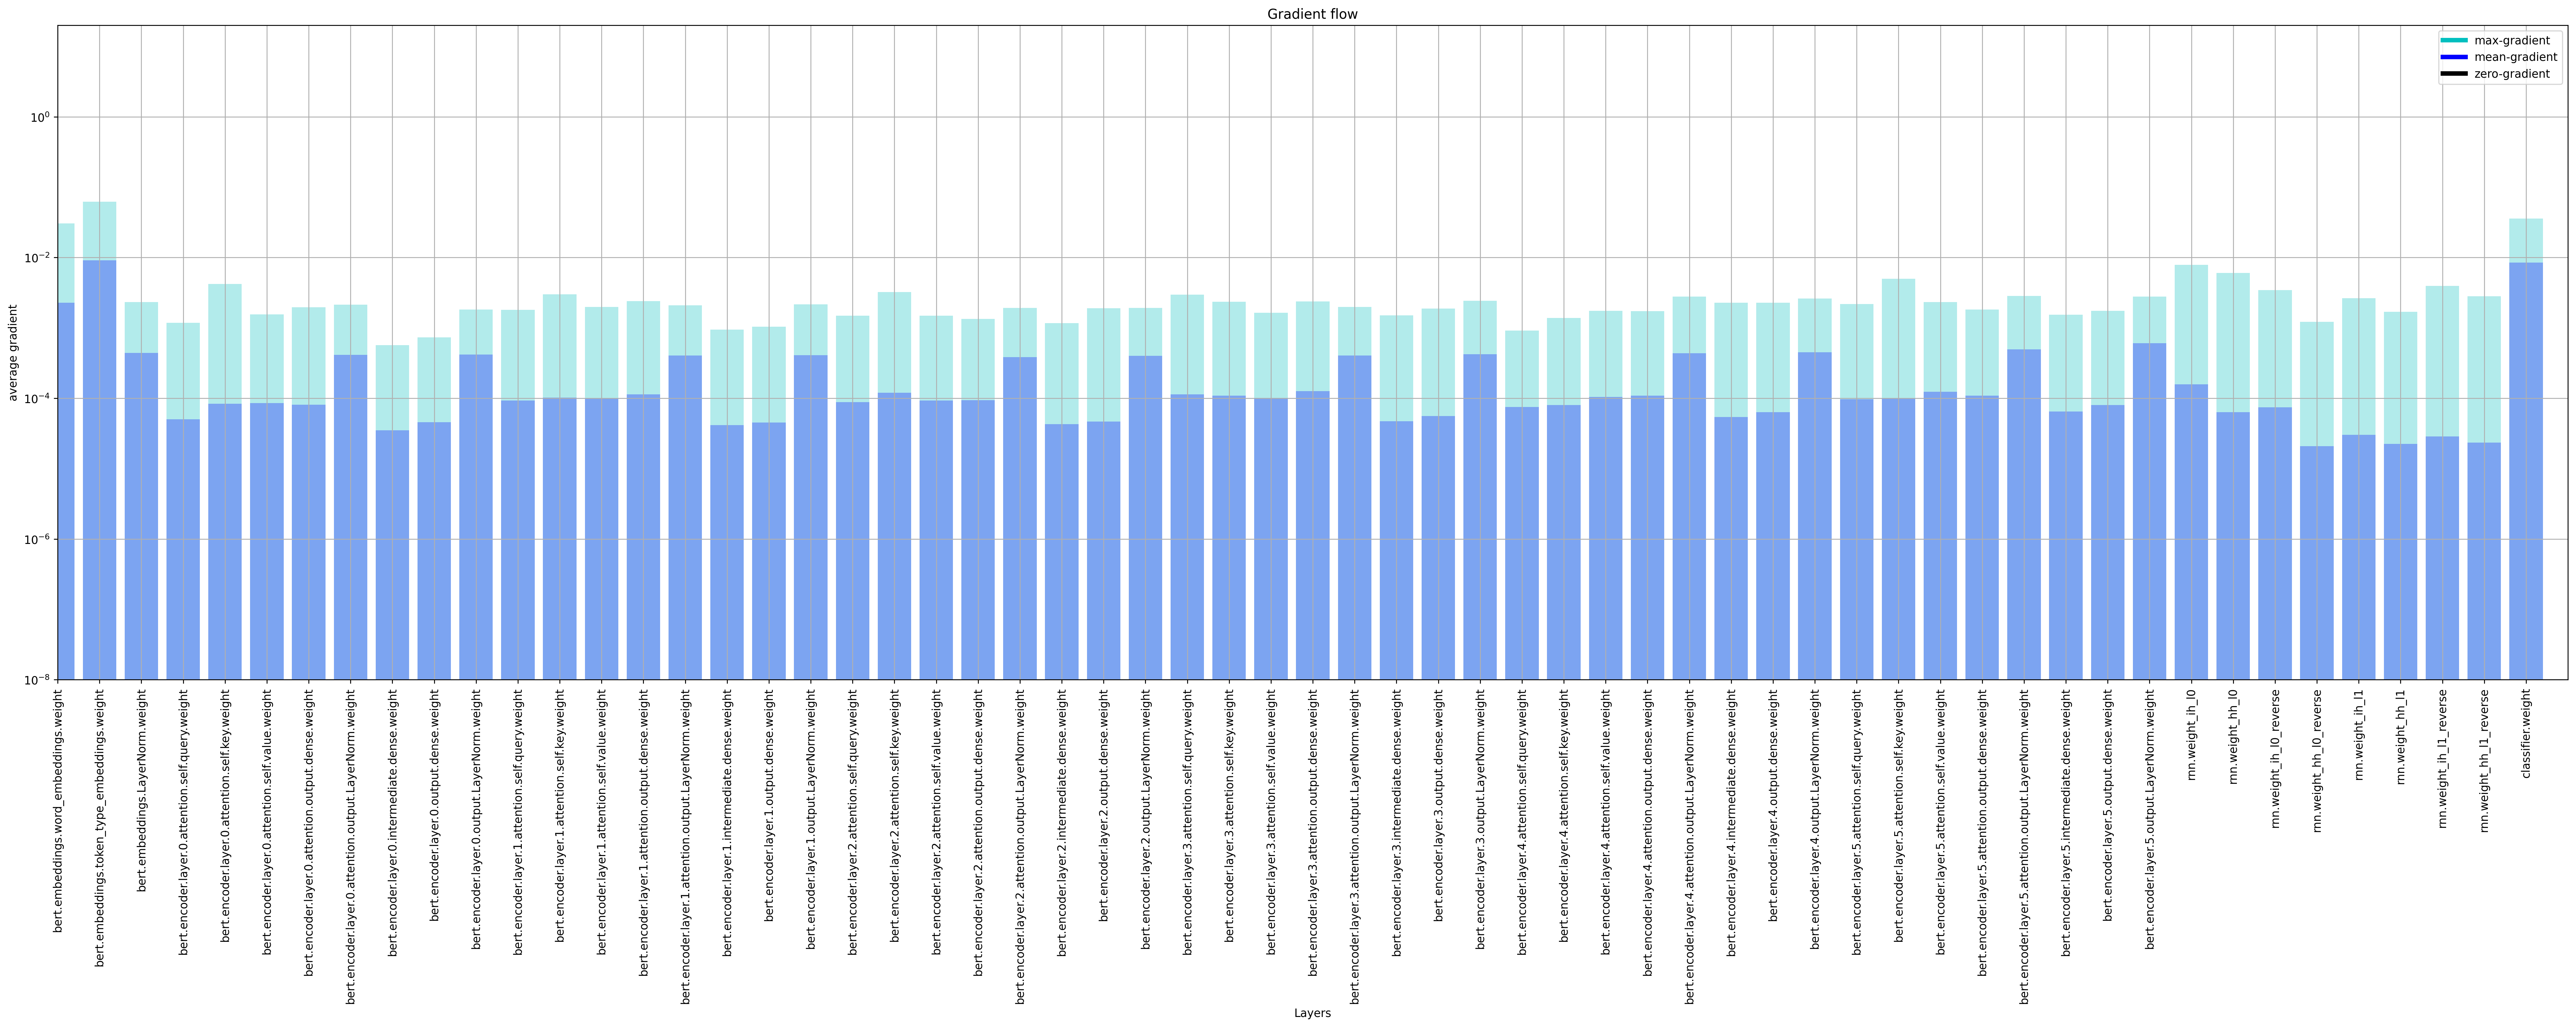 Gradient flow
max-gradient
mean-gradient
zero-gradient
average gradient
10⁰
10⁻²
10⁻⁴
10⁻⁶
10⁻⁸
bert.embeddings.word_embeddings.weight
bert.embeddings.token_type_embeddings.weight
bert.embeddings.LayerNorm.weight
bert.encoder.layer.0.attention.self.query.weight
bert.encoder.layer.0.attention.self.key.weight
bert.encoder.layer.0.attention.self.value.weight
bert.encoder.layer.0.attention.output.dense.weight
bert.encoder.layer.0.attention.output.LayerNorm.weight
bert.encoder.layer.0.intermediate.dense.weight
bert.encoder.layer.0.output.dense.weight
bert.encoder.layer.0.output.LayerNorm.weight
bert.encoder.layer.1.attention.self.query.weight
bert.encoder.layer.1.attention.self.key.weight
bert.encoder.layer.1.attention.self.value.weight
bert.encoder.layer.1.attention.output.dense.weight
bert.encoder.layer.1.attention.output.LayerNorm.weight
bert.encoder.layer.1.intermediate.dense.weight
bert.encoder.layer.1.output.dense.weight
bert.encoder.layer.1.output.LayerNorm.weight
bert.encoder.layer.2.attention.self.query.weight
bert.encoder.layer.2.attention.self.key.weight
bert.encoder.layer.2.attention.self.value.weight
bert.encoder.layer.2.attention.output.dense.weight
bert.encoder.layer.2.attention.output.LayerNorm.weight
bert.encoder.layer.2.intermediate.dense.weight
bert.encoder.layer.2.output.dense.weight
bert.encoder.layer.2.output.LayerNorm.weight
bert.encoder.layer.3.attention.self.query.weight
bert.encoder.layer.3.attention.self.key.weight
bert.encoder.layer.3.attention.self.value.weight
bert.encoder.layer.3.attention.output.dense.weight
bert.encoder.layer.3.attention.output.LayerNorm.weight
bert.encoder.layer.3.intermediate.dense.weight
bert.encoder.layer.3.output.dense.weight
bert.encoder.layer.3.output.LayerNorm.weight
bert.encoder.layer.4.attention.self.query.weight
bert.encoder.layer.4.attention.self.key.weight
bert.encoder.layer.4.attention.self.value.weight
bert.encoder.layer.4.attention.output.dense.weight
bert.encoder.layer.4.attention.output.LayerNorm.weight
bert.encoder.layer.4.intermediate.dense.weight
bert.encoder.layer.4.output.dense.weight
bert.encoder.layer.4.output.LayerNorm.weight
bert.encoder.layer.5.attention.self.query.weight
bert.encoder.layer.5.attention.self.key.weight
bert.encoder.layer.5.attention.self.value.weight
bert.encoder.layer.5.attention.output.dense.weight
bert.encoder.layer.5.attention.output.LayerNorm.weight
bert.encoder.layer.5.intermediate.dense.weight
bert.encoder.layer.5.output.dense.weight
bert.encoder.layer.5.output.LayerNorm.weight
rnn.weight_ih_l0
rnn.weight_hh_l0
rnn.weight_ih_l0_reverse
rnn.weight_hh_l0_reverse
rnn.weight_ih_l1
rnn.weight_hh_l1
rnn.weight_ih_l1_reverse
rnn.weight_hh_l1_reverse
classifier.weight
Layers